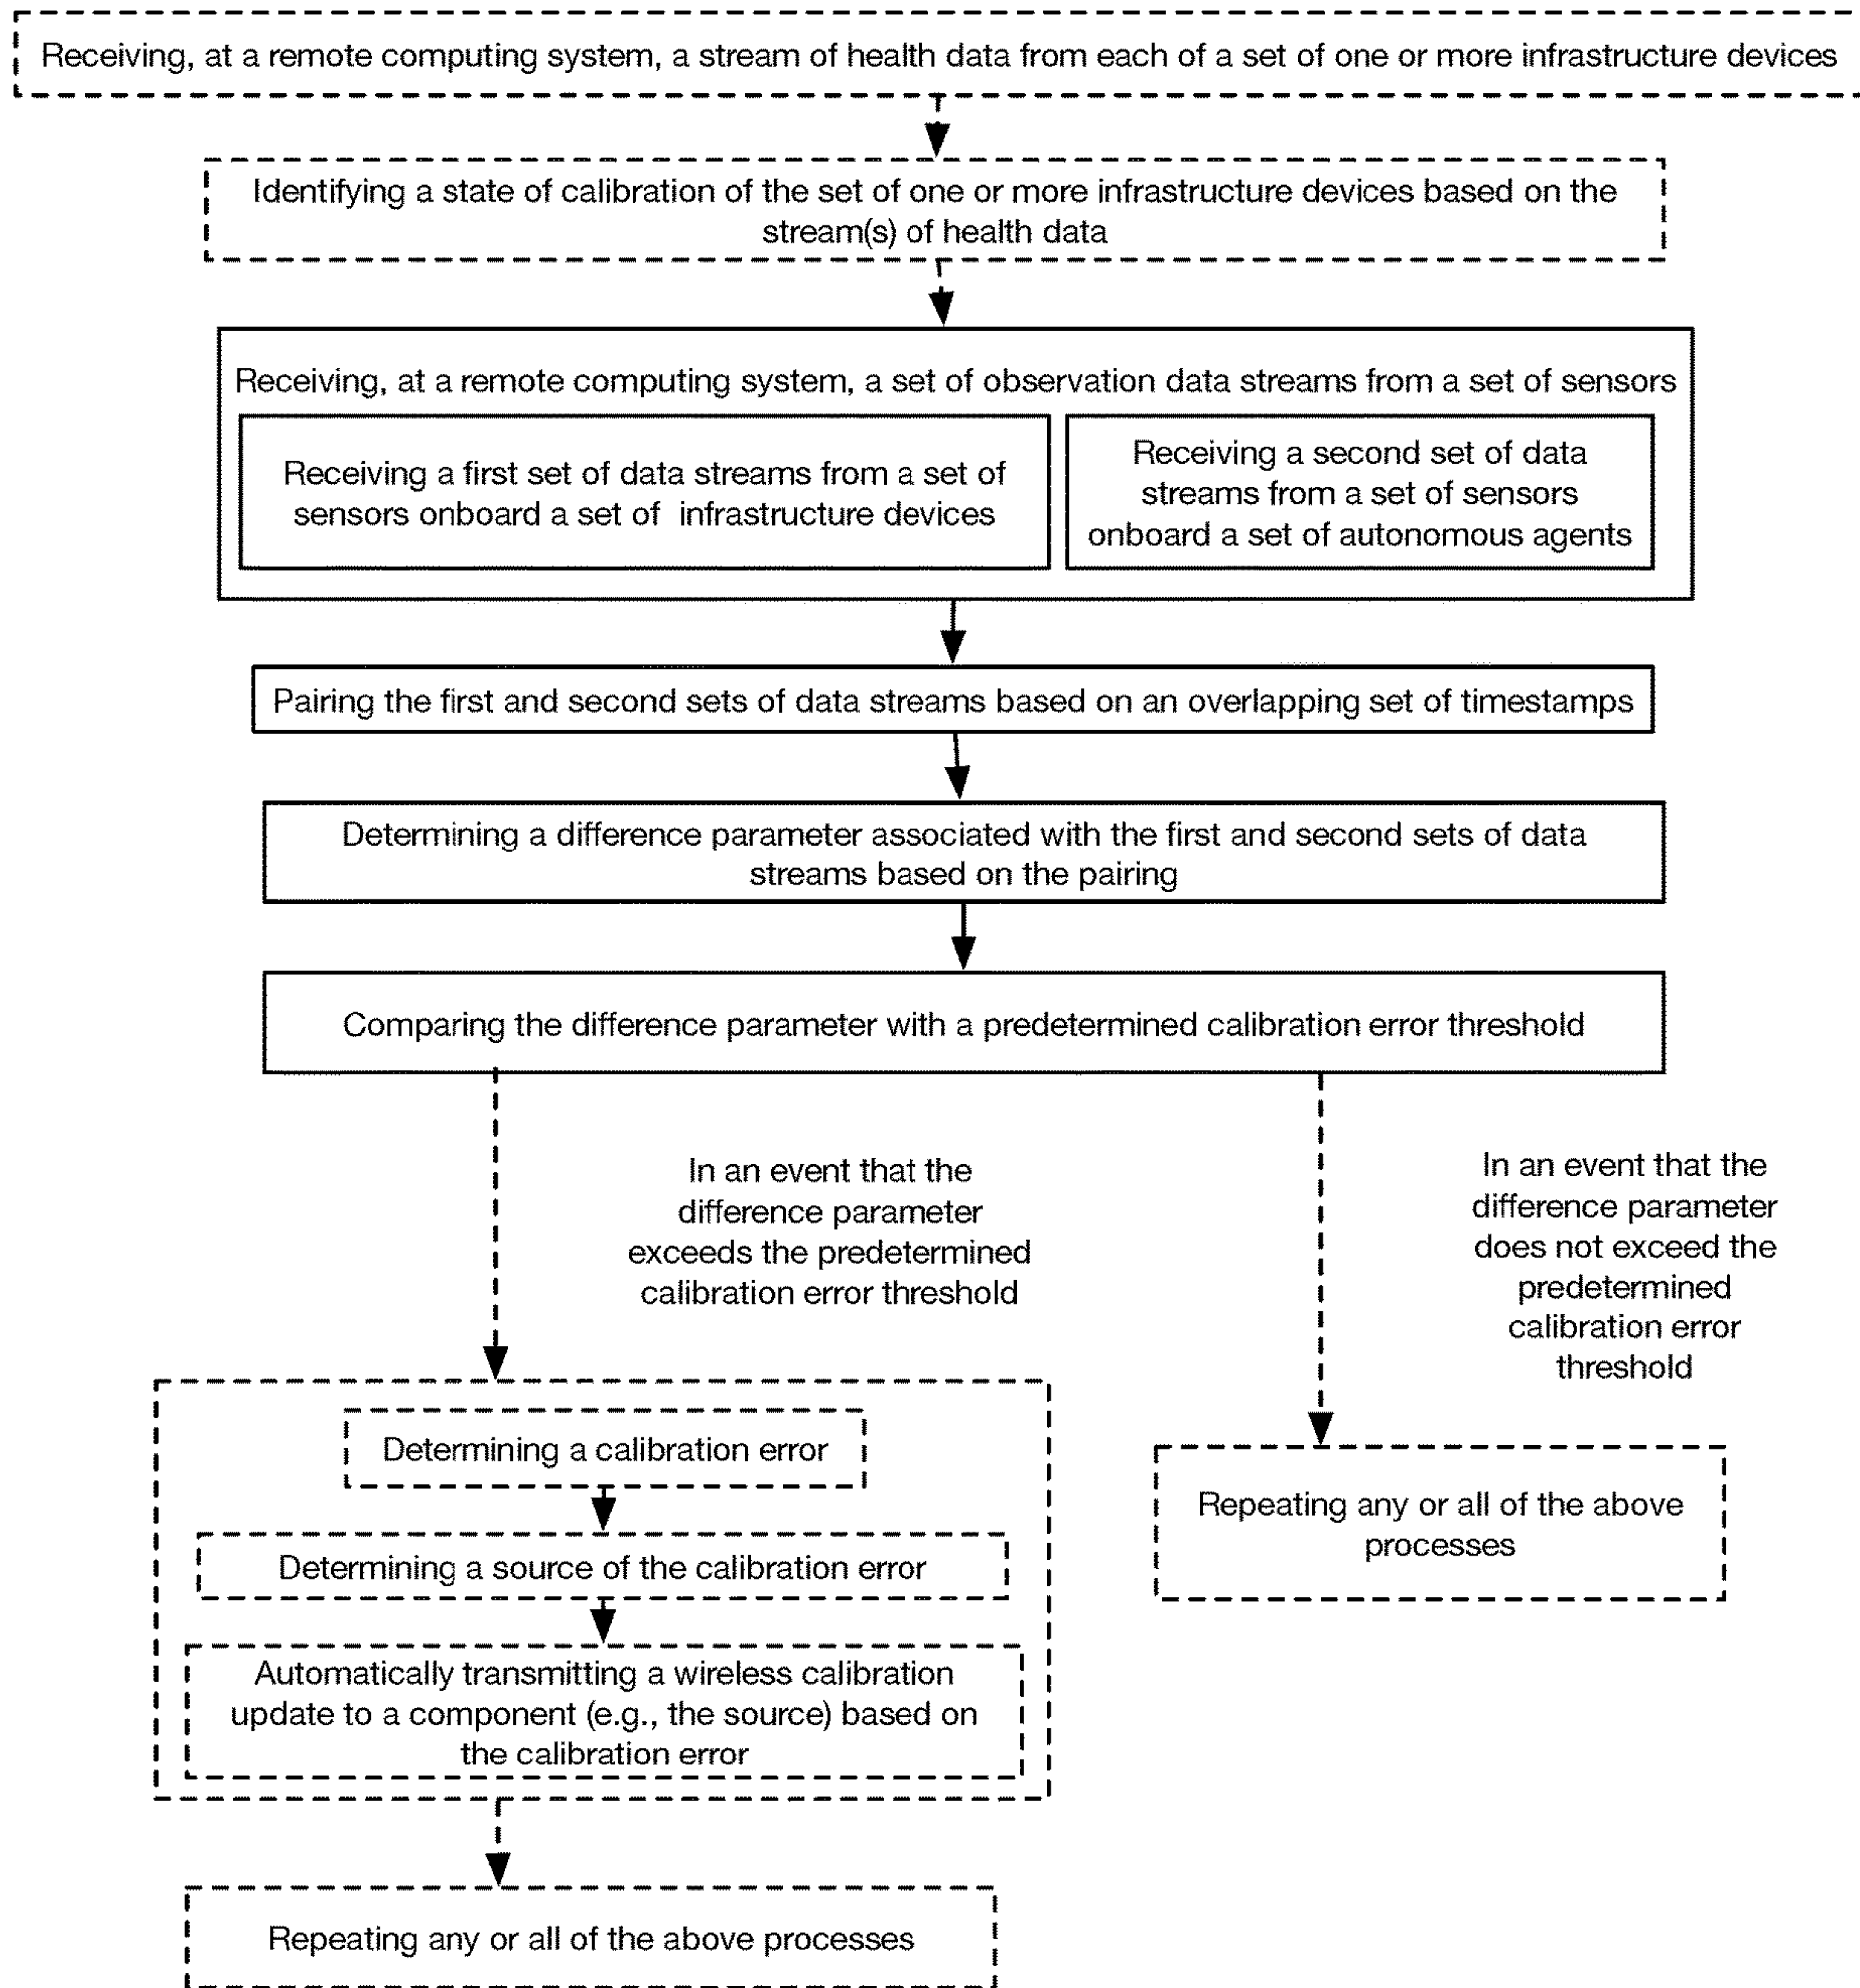 Receiving, at a remote computing system, a stream of health data from each of a set of one or more infrastructure devices
Identifying a state of calibration of the set of one or more infrastructure devices based on the
stream(s) of health data
Receiving, at a remote computing system, a set of observation data streams from a set of sensors
Receiving a first set of data streams from a set of
sensors onboard a set of infrastructure devices
Receiving a second set of data
streams from a set of sensors
onboard a set of autonomous agents
Pairing the first and second sets of data streams based on an overlapping set of timestamps
Determining a difference parameter associated with the first and second sets of data
streams based on the pairing
Comparing the difference parameter with a predetermined calibration error threshold
In an event that the
difference parameter
exceeds the predetermined
calibration error threshold
In an event that the
difference parameter
does not exceed the
predetermined
calibration error
threshold
Determining a calibration error
Determining a source of the calibration error
Automatically transmitting a wireless calibration
update to a component (e.g., the source) based on
the calibration error
Repeating any or all of the above
processes
Repeating any or all of the above processes